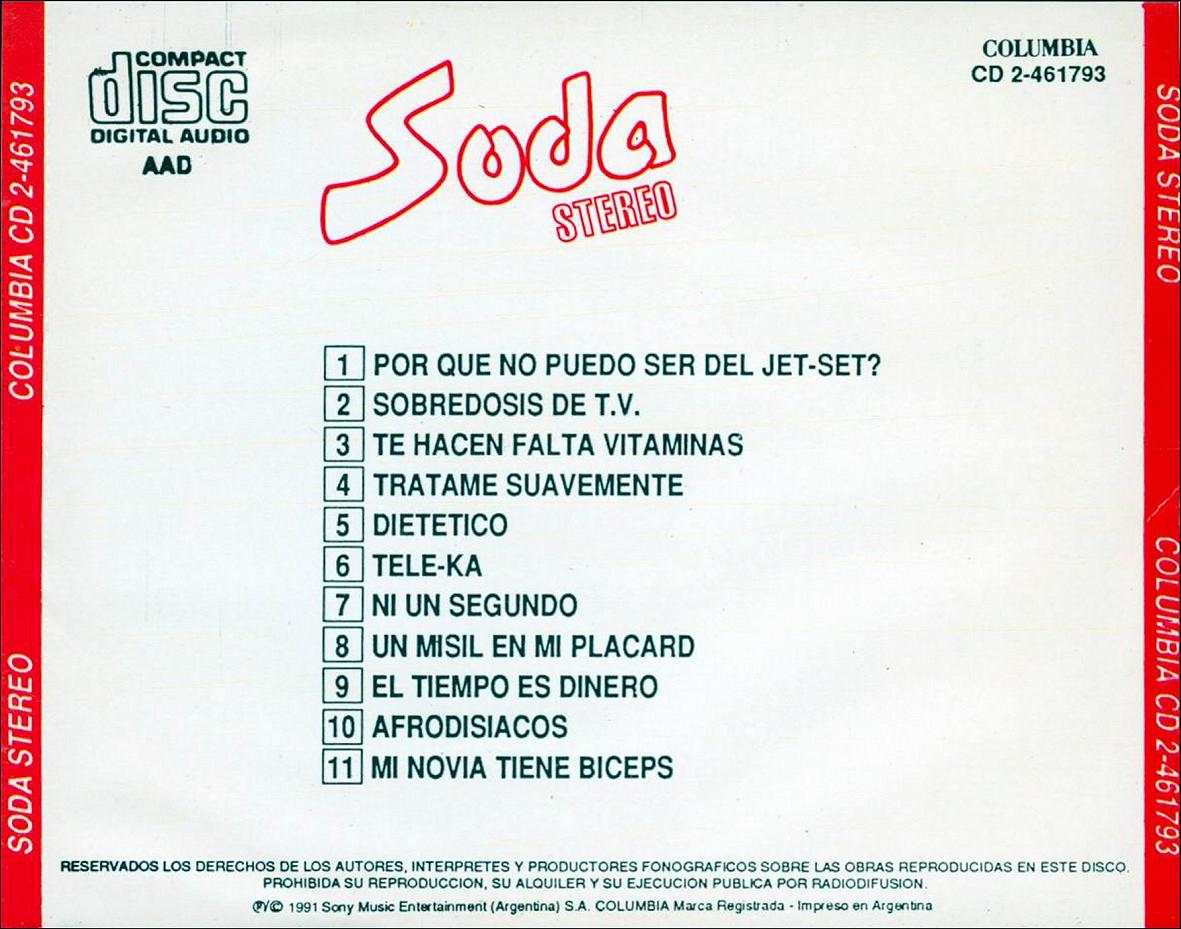 COMPACT
disc
DIGITAL AUDIO
AAD
Soda
STEREO
COLUMBIA
CD 2-461793
COLUMBIA CD 2-461793
SODA STEREO
1 POR QUE NO PUEDO SER DEL JET-SET?
2 SOBREDOSIS DE T.V.
3 TE HACEN FALTA VITAMINAS
4 TRATAME SUAVEMENTE
5 DIETETICO
6 TELE-KA
7 NI UN SEGUNDO
8 UN MISIL EN MI PLACARD
9 EL TIEMPO ES DINERO
10 AFRODISIACOS
11 MI NOVIA TIENE BICEPS
RESERVADOS LOS DERECHOS DE LOS AUTORES, INTERPRETES Y PRODUCTORES FONOGRAFICOS SOBRE LAS OBRAS REPRODUCIDAS EN ESTE DISCO.
PROHIBIDA SU REPRODUCCION, SU ALQUILER Y SU EJECUCION PUBLICA POR RADIODIFUSION.
℗/© 1991 Sony Music Entertainment (Argentina) S.A. COLUMBIA Marca Registrada - Impreso en Argentina
SODA STEREO
COLUMBIA CD 2-461793